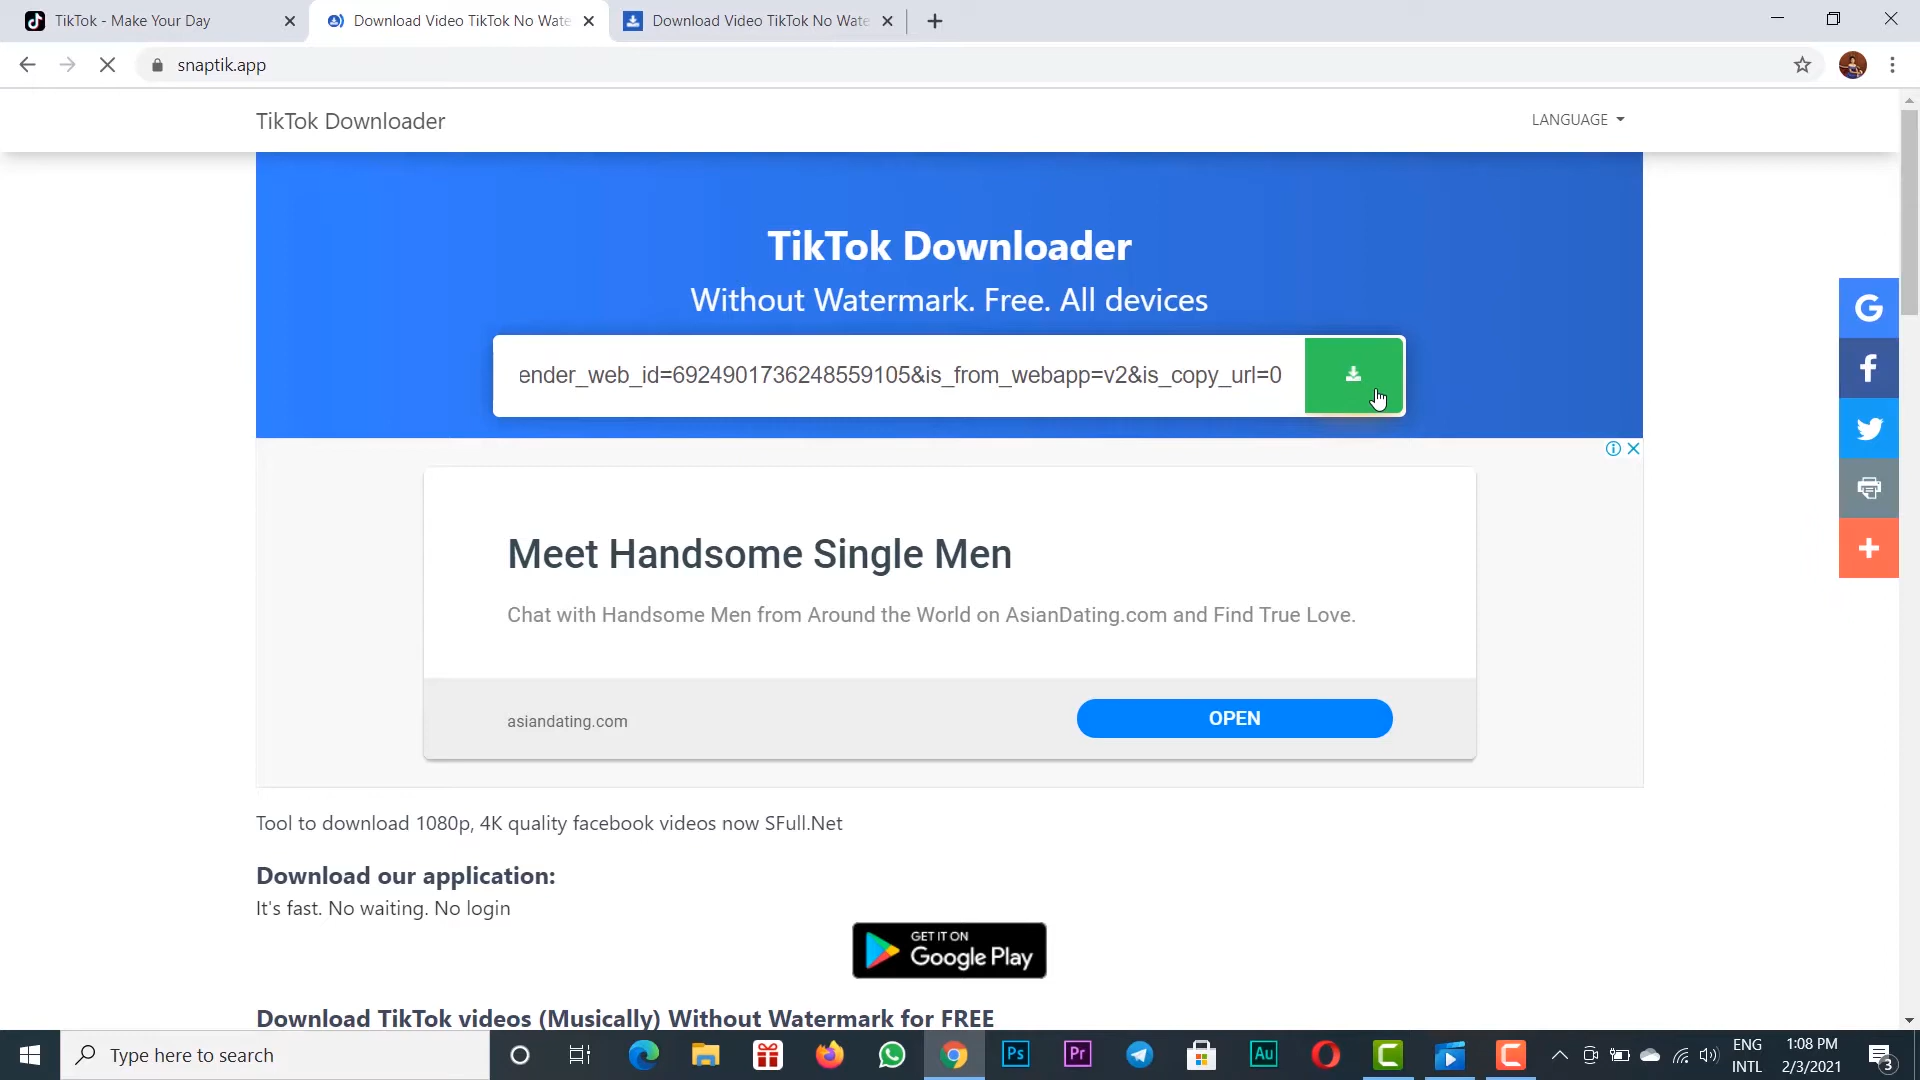 TikTok - Make Your Day
Download Video TikTok No Wate
Download Video TikTok No Wate
snaptik.app
TikTok Downloader
LANGUAGE
TikTok Downloader
Without Watermark. Free. All devices
ender_web_id=6924901736248559105&is_from_webapp=v2&is_copy_url=0
Meet Handsome Single Men
Chat with Handsome Men from Around the World on AsianDating.com and Find True Love.
asiandating.com
OPEN
Tool to download 1080p, 4K quality facebook videos now SFull.Net
Download our application:
It's fast. No waiting. No login
GET IT ON
Google Play
Download TikTok videos (Musically) Without Watermark for FREE
Type here to search
Ps
Pr
Au
ENG
INTL
1:08 PM
2/3/2021
3